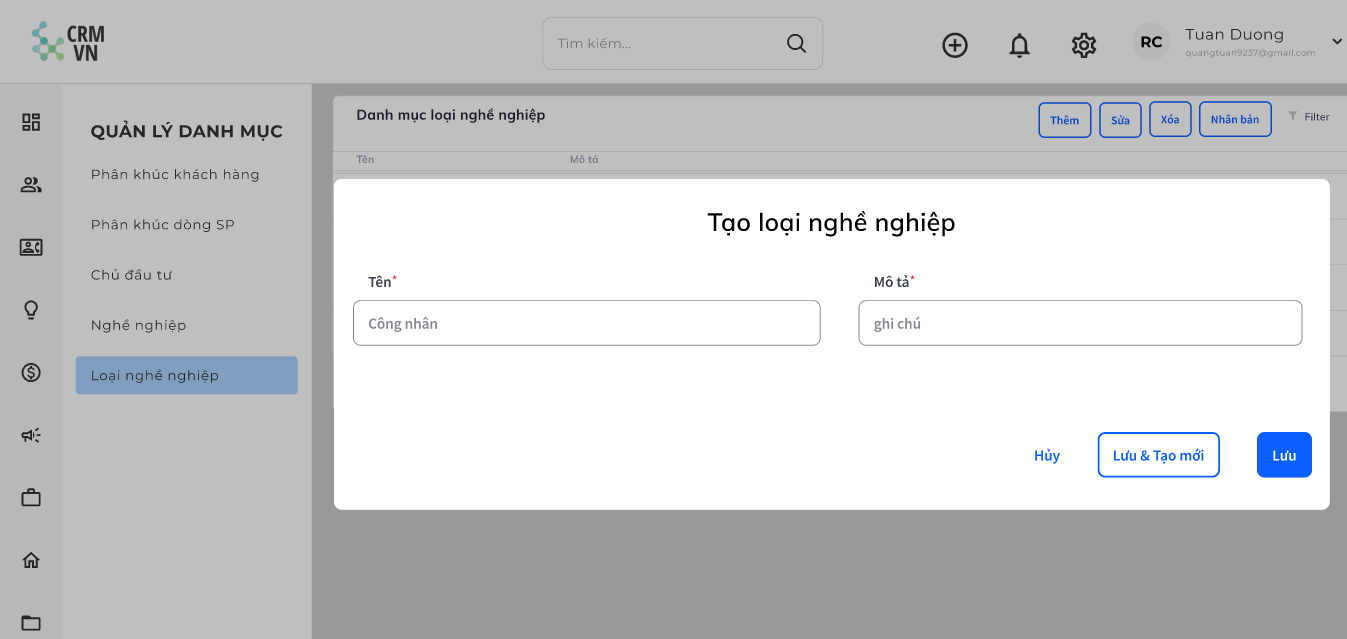 CRM
VN
Tìm kiếm...
RC
Tuan Duong
quangtuan9237@gmail.com
QUẢN LÝ DANH MỤC
Phân khúc khách hàng
Phân khúc dòng SP
Chủ đầu tư
Nghề nghiệp
Loại nghề nghiệp
Danh mục loại nghề nghiệp
Thêm
Sửa
Xóa
Nhân bản
Filter
Tên
Mô tả
Tạo loại nghề nghiệp
Tên*
Mô tả*
Công nhân
ghi chú
Hủy
Lưu & Tạo mới
Lưu